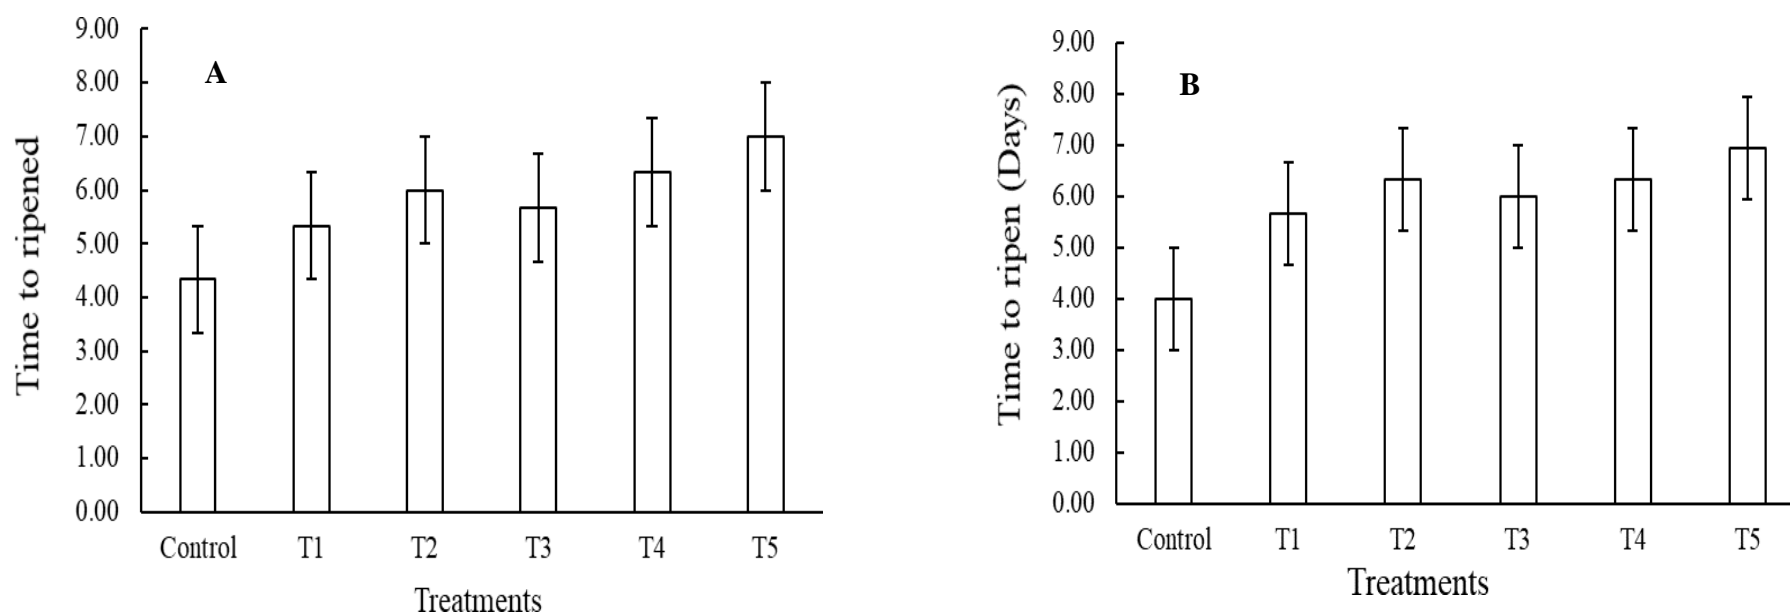 A
Time to ripened
9.00
8.00
7.00
6.00
5.00
4.00
3.00
2.00
1.00
0.00
Control T1 T2 T3 T4 T5
Treatments
B
Time to ripen (Days)
9.00
8.00
7.00
6.00
5.00
4.00
3.00
2.00
1.00
0.00
Control T1 T2 T3 T4 T5
Treatments